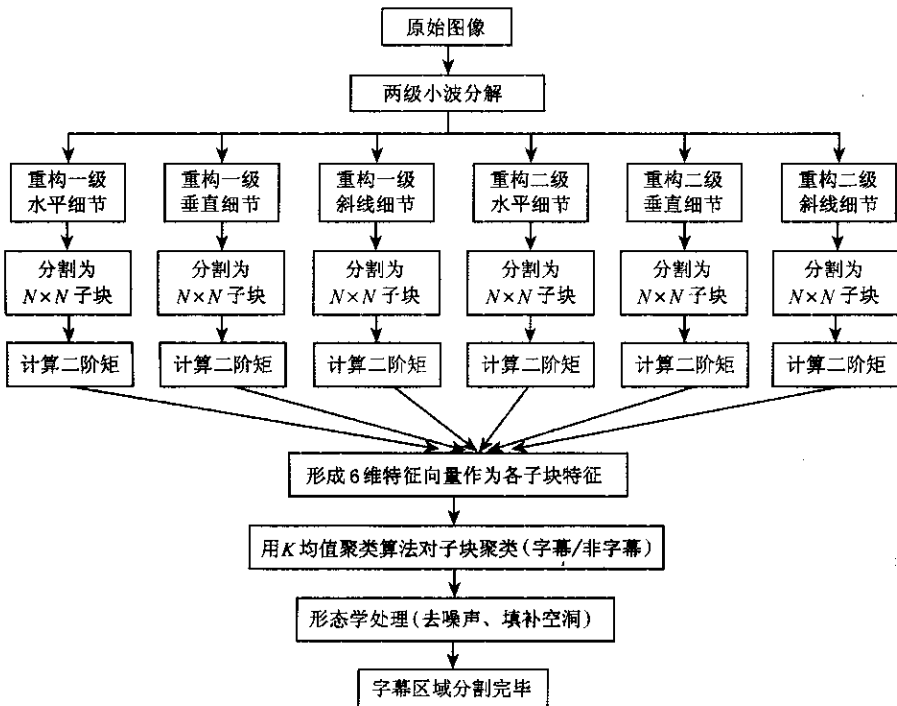 原始图像
两级小波分解
重构一级
水平细节
重构一级
垂直细节
重构一级
斜线细节
重构二级
水平细节
重构二级
垂直细节
重构二级
斜线细节
分割为
N×N 子块
分割为
N×N 子块
分割为
N×N 子块
分割为
N×N 子块
分割为
N×N 子块
分割为
N×N 子块
计算二阶矩
计算二阶矩
计算二阶矩
计算二阶矩
计算二阶矩
计算二阶矩
形成6维特征向量作为各子块特征
用K均值聚类算法对子块聚类(字幕/非字幕)
形态学处理(去噪声、填补空洞)
字幕区域分割完毕